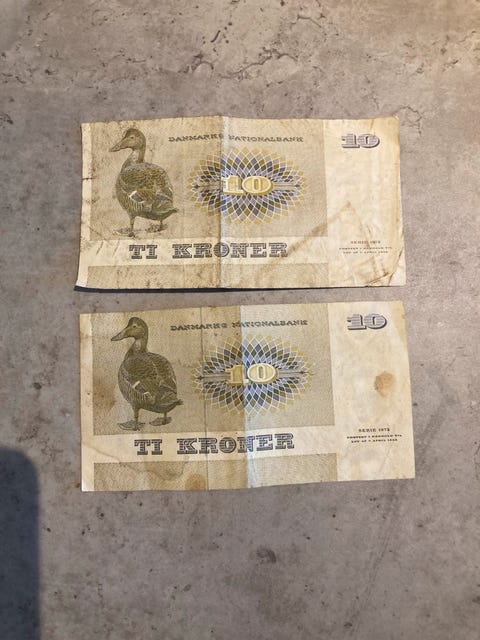 DANMARKS NATIONALBANK
10
10
TI KRONER
SERIE 1972
DANMARKS NATIONALBANK
10
10
TI KRONER
SERIE 1972